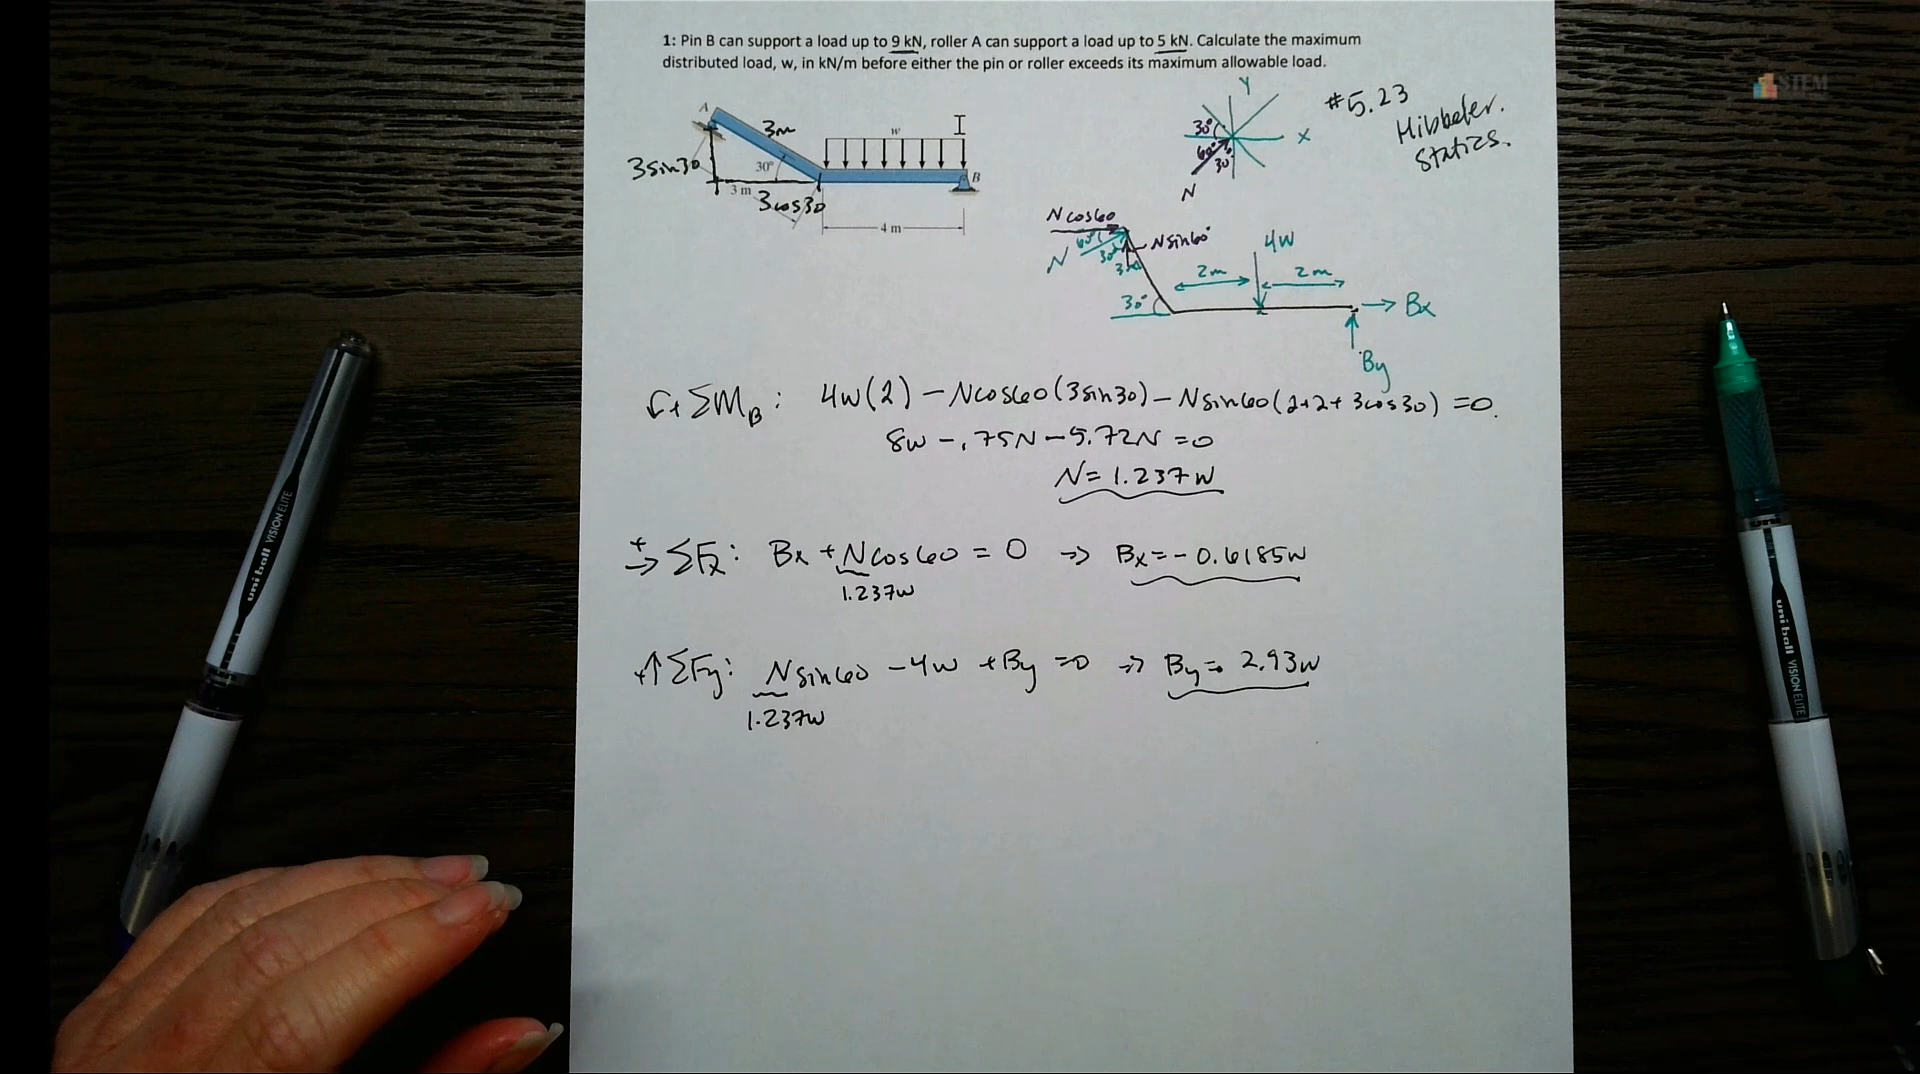 1: Pin B can support a load up to 9 kN, roller A can support a load up to 5 kN. Calculate the maximum
distributed load, w, in kN/m before either the pin or roller exceeds its maximum allowable load.
STEM
#5.23
Hibbeler.
Statics.
Y
X
30°
60°
30°
N
A
3m
w
I
3sin30
30°
B
3 m
3cos30
4 m
Ncos60
60°
N
30°
Nsin60°
4w
2m
2m
30°
Bx
By
+ ΣM_B: 4w(2) - Ncos60(3sin30) - Nsin60(2+2+3cos30) = 0.
8w - .75N - 5.72N = 0
N = 1.237w
+→ ΣFx: Bx + Ncos60 = 0 ⇒ Bx = -0.6185w
1.237w
+↑ ΣFy: Nsin60 - 4w + By = 0 ⇒ By = 2.93w
1.237w
uni-ball VISION ELITE
uni
uni-ball VISION ELITE